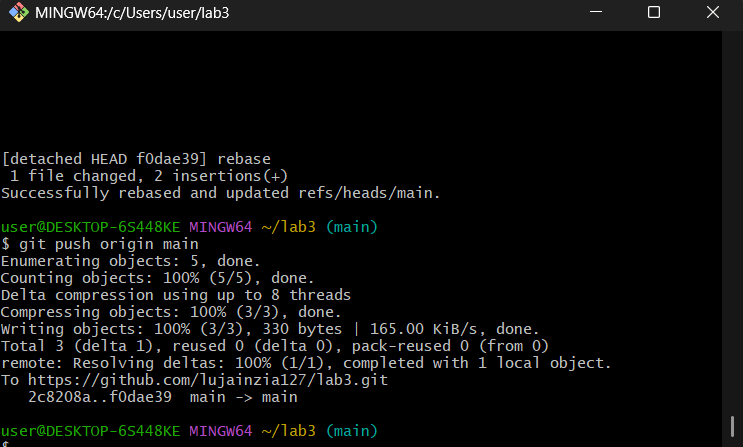 MINGW64:/c/Users/user/lab3
[detached HEAD f0dae39] rebase
 1 file changed, 2 insertions(+)
Successfully rebased and updated refs/heads/main.
user@DESKTOP-6S448KE MINGW64 ~/lab3 (main)
$ git push origin main
Enumerating objects: 5, done.
Counting objects: 100% (5/5), done.
Delta compression using up to 8 threads
Compressing objects: 100% (3/3), done.
Writing objects: 100% (3/3), 330 bytes | 165.00 KiB/s, done.
Total 3 (delta 1), reused 0 (delta 0), pack-reused 0 (from 0)
remote: Resolving deltas: 100% (1/1), completed with 1 local object.
To https://github.com/lujainzia127/lab3.git
   2c8208a..f0dae39  main -> main
user@DESKTOP-6S448KE MINGW64 ~/lab3 (main)
$